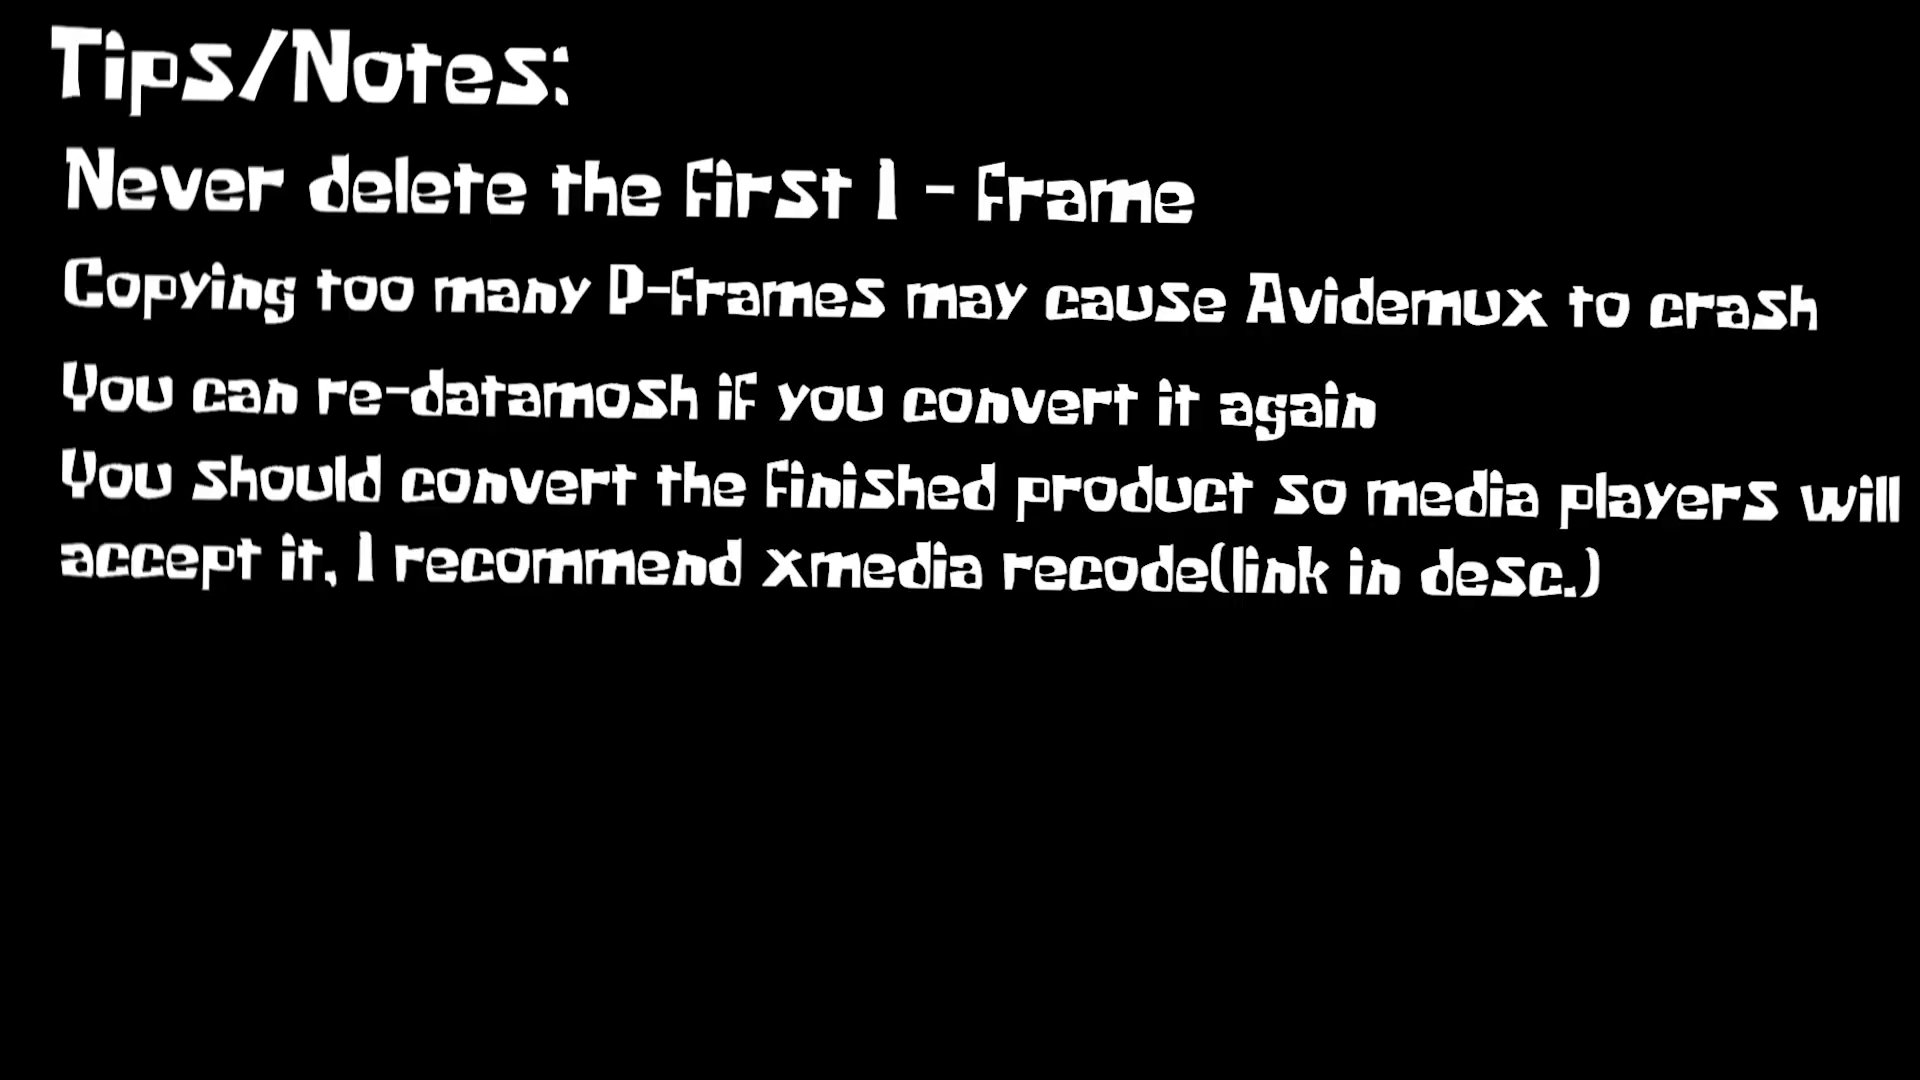 Tips/Notes:
Never delete the first I - frame
Copying too many P-frames may cause Avidemux to crash
You can re-datamosh if you convert it again
You should convert the finished product so media players will
accept it, I recommend xmedia recode(link in desc.)